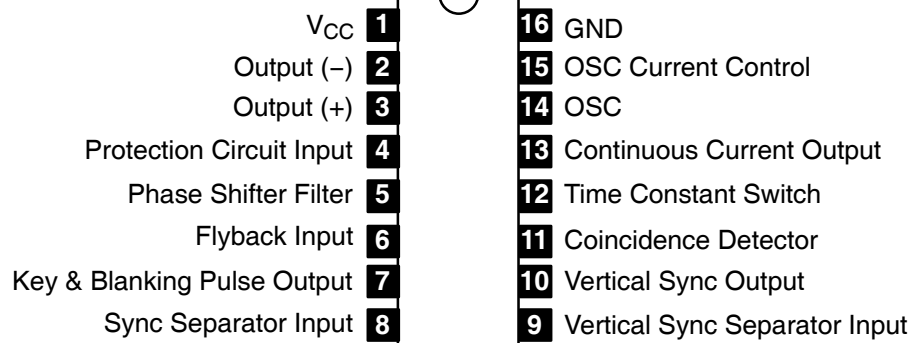 V_CC 1 16 GND
Output (−) 2 15 OSC Current Control
Output (+) 3 14 OSC
Protection Circuit Input 4 13 Continuous Current Output
Phase Shifter Filter 5 12 Time Constant Switch
Flyback Input 6 11 Coincidence Detector
Key & Blanking Pulse Output 7 10 Vertical Sync Output
Sync Separator Input 8 9 Vertical Sync Separator Input